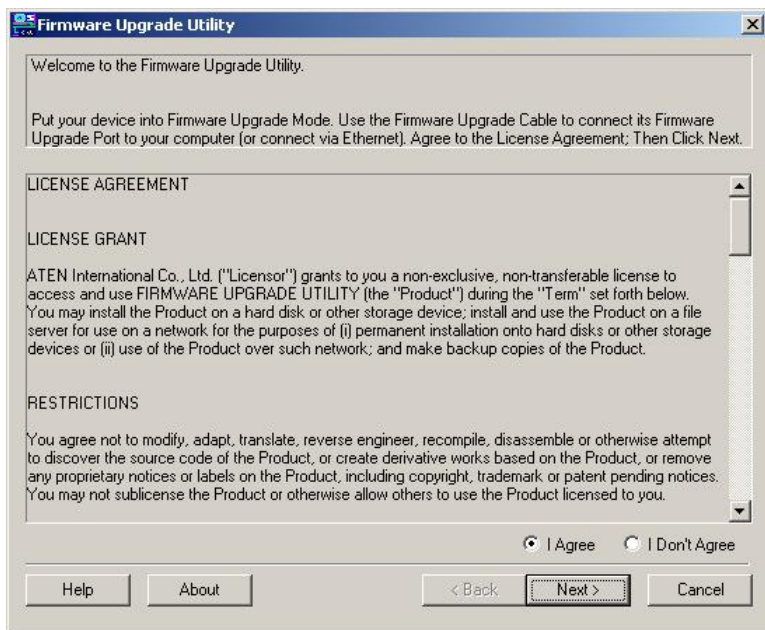 Firmware Upgrade Utility
Welcome to the Firmware Upgrade Utility.
Put your device into Firmware Upgrade Mode. Use the Firmware Upgrade Cable to connect its Firmware
Upgrade Port to your computer (or connect via Ethernet). Agree to the License Agreement; Then Click Next.
LICENSE AGREEMENT
LICENSE GRANT
ATEN International Co., Ltd. ("Licensor") grants to you a non-exclusive, non-transferable license to
access and use FIRMWARE UPGRADE UTILITY (the "Product") during the "Term" set forth below.
You may install the Product on a hard disk or other storage device; install and use the Product on a file
server for use on a network for the purposes of (i) permanent installation onto hard disks or other storage
devices or (ii) use of the Product over such network; and make backup copies of the Product.
RESTRICTIONS
You agree not to modify, adapt, translate, reverse engineer, recompile, disassemble or otherwise attempt
to discover the source code of the Product, or create derivative works based on the Product, or remove
any proprietary notices or labels on the Product, including copyright, trademark or patent pending notices.
You may not sublicense the Product or otherwise allow others to use the Product licensed to you.
I Agree I Don't Agree
Help About < Back Next > Cancel